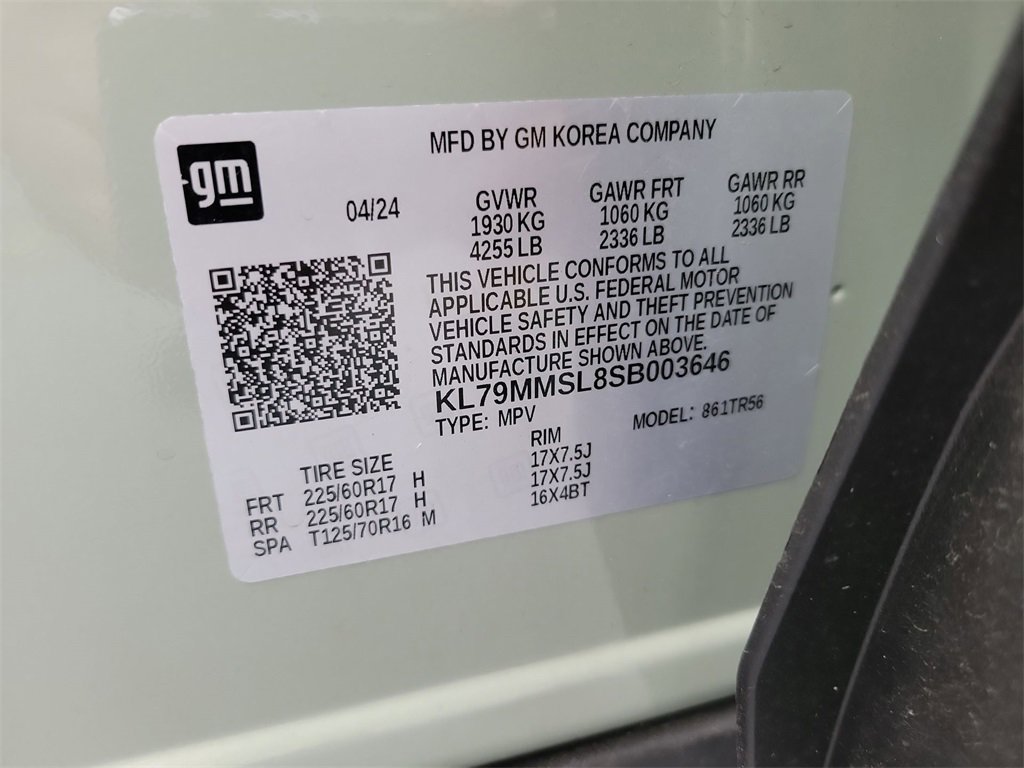 gm
MFD BY GM KOREA COMPANY
04/24
GVWR GAWR FRT GAWR RR
1930 KG 1060 KG 1060 KG
4255 LB 2336 LB 2336 LB
THIS VEHICLE CONFORMS TO ALL
APPLICABLE U.S. FEDERAL MOTOR
VEHICLE SAFETY AND THEFT PREVENTION
STANDARDS IN EFFECT ON THE DATE OF
MANUFACTURE SHOWN ABOVE.
KL79MMSL8SB003646
TYPE: MPV MODEL: 861TR56
TIRE SIZE RIM
FRT 225/60R17 H 17X7.5J
RR 225/60R17 H 17X7.5J
SPA T125/70R16 M 16X4BT